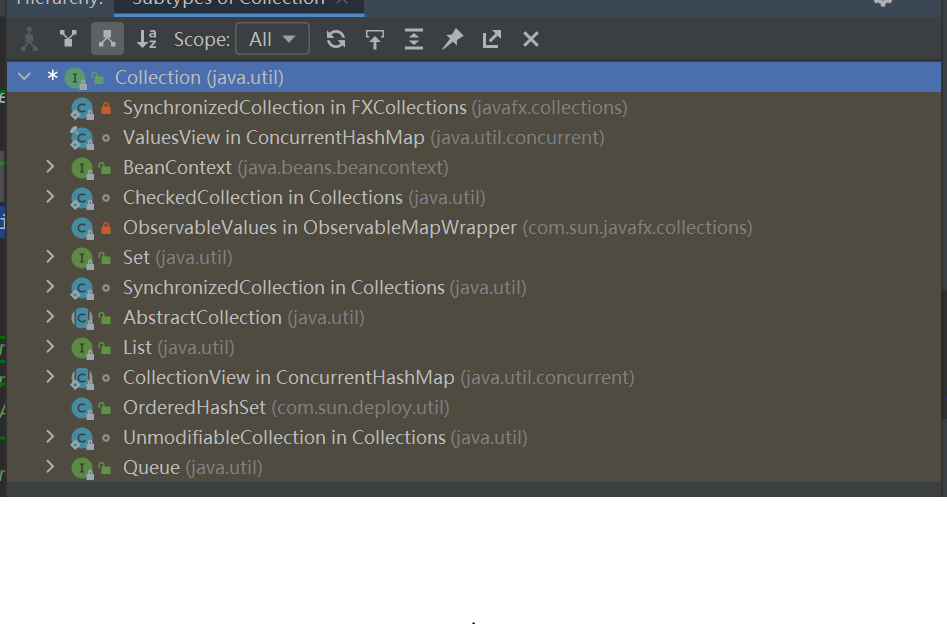 Hierarchy: Subtypes of Collection
Scope: All
* Collection (java.util)
SynchronizedCollection in FXCollections (javafx.collections)
ValuesView in ConcurrentHashMap (java.util.concurrent)
BeanContext (java.beans.beancontext)
CheckedCollection in Collections (java.util)
ObservableValues in ObservableMapWrapper (com.sun.javafx.collections)
Set (java.util)
SynchronizedCollection in Collections (java.util)
AbstractCollection (java.util)
List (java.util)
CollectionView in ConcurrentHashMap (java.util.concurrent)
OrderedHashSet (com.sun.deploy.util)
UnmodifiableCollection in Collections (java.util)
Queue (java.util)